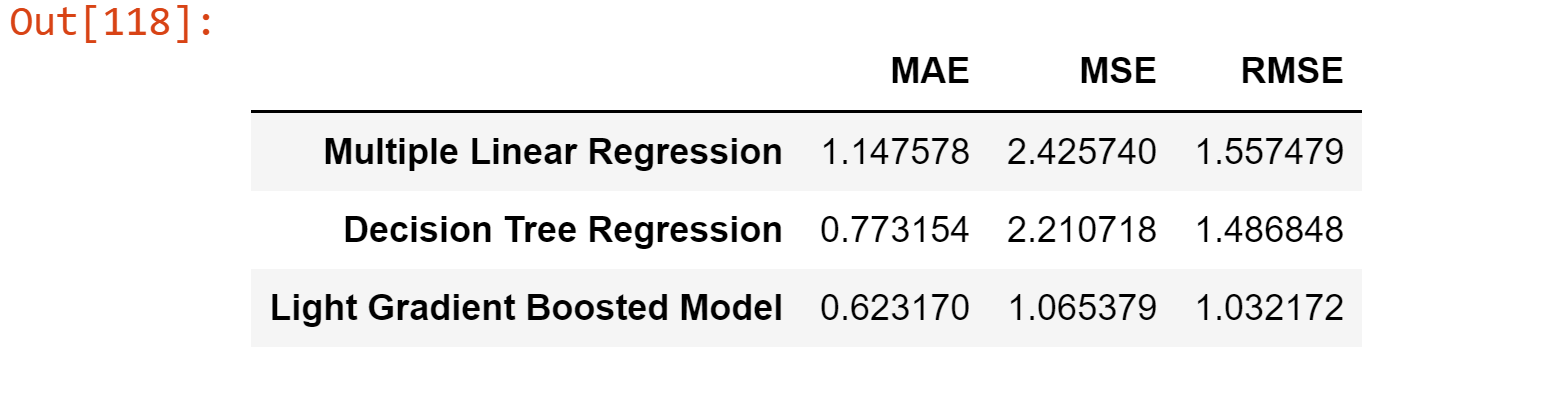 Out[118]:
MAE MSE RMSE
Multiple Linear Regression 1.147578 2.425740 1.557479
Decision Tree Regression 0.773154 2.210718 1.486848
Light Gradient Boosted Model 0.623170 1.065379 1.032172